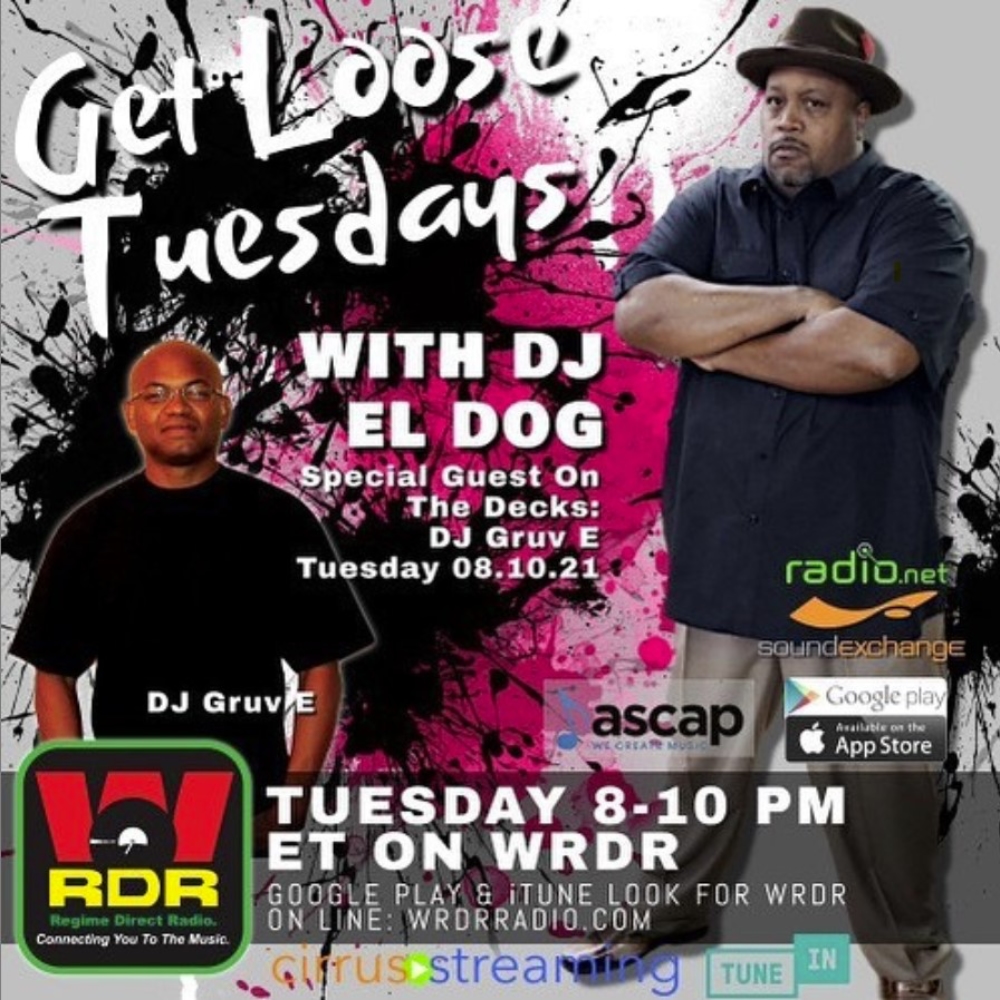 Get Loose
Tuesdays!
WITH DJ
EL DOG
Special Guest On
The Decks:
DJ Gruv E
Tuesday 08.10.21
radio.net
soundexchange
DJ Gruv E
ascap
WE CREATE MUSIC
Google play
Available on the
App Store
W
RDR
Regime Direct Radio.
Connecting You To The Music.
TUESDAY 8-10 PM
ET ON WRDR
GOOGLE PLAY & iTUNE LOOK FOR WRDR
ON LINE: WRDRRADIO.COM
cirrus streaming
TUNE IN